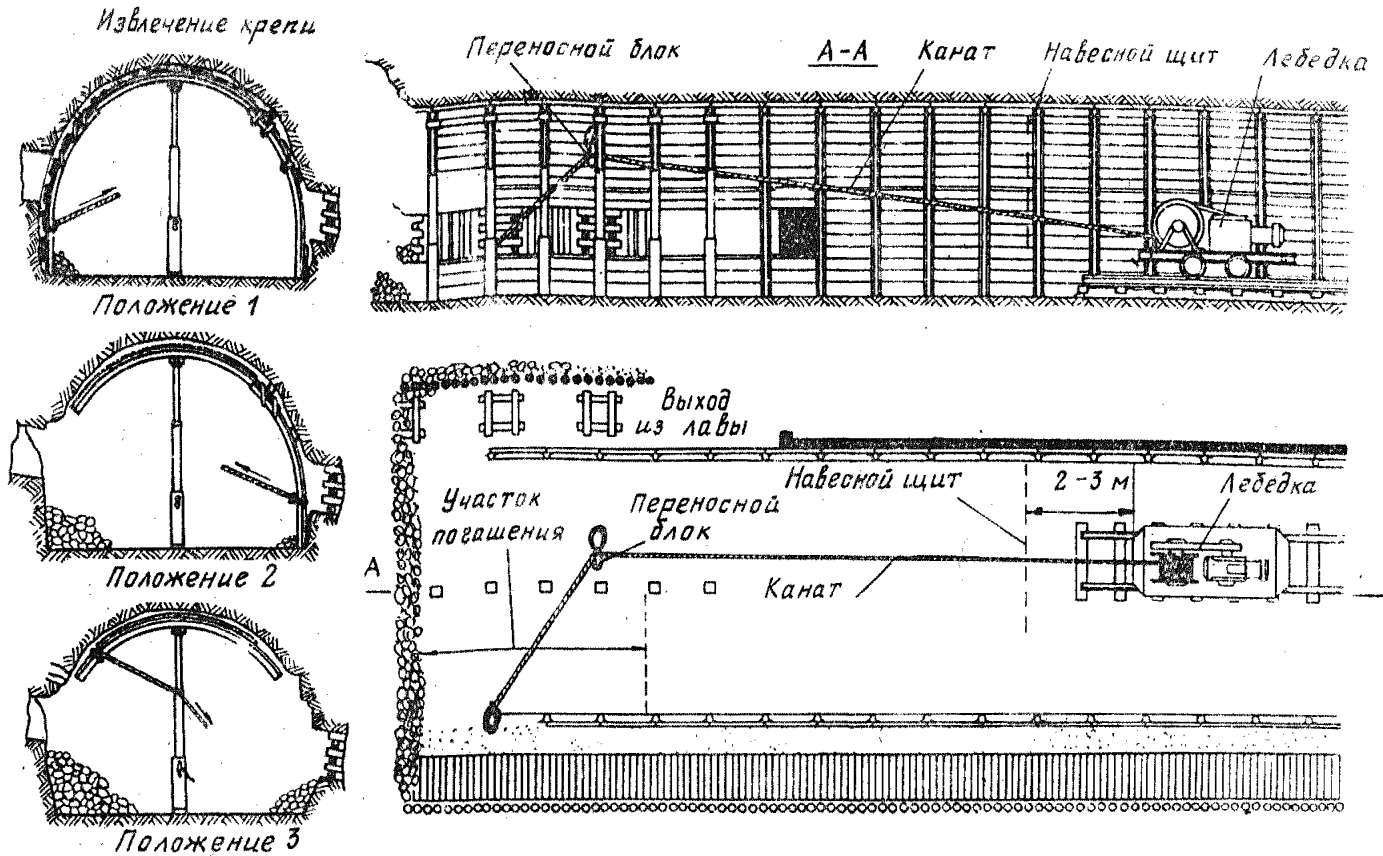 Извлечение крепи
Положение 1
Положение 2
Положение 3
Переносной блок
А-А
Канат
Навесной щит
Лебедка
Выход
из лавы
Навесной щит
2-3 м
Лебедка
Участок
погашения
Переносной
блок
А
Канат